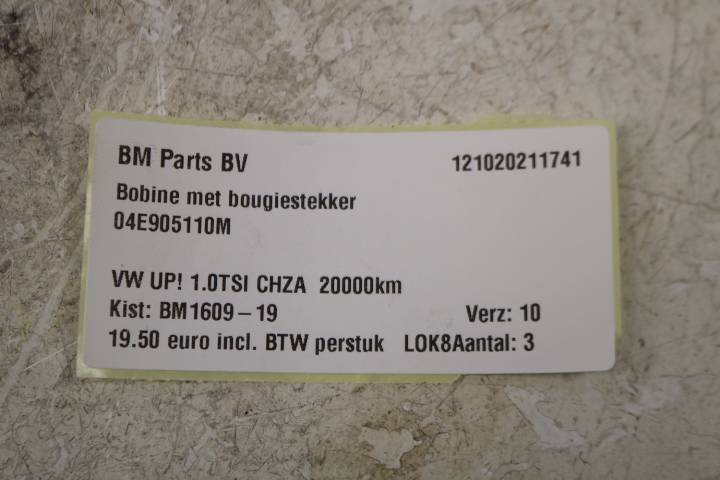 BM Parts BV 121020211741
Bobine met bougiestekker
04E905110M
VW UP! 1.0TSI CHZA 20000km
Kist: BM1609-19 Verz: 10
19.50 euro incl. BTW perstuk LOK8Aantal: 3